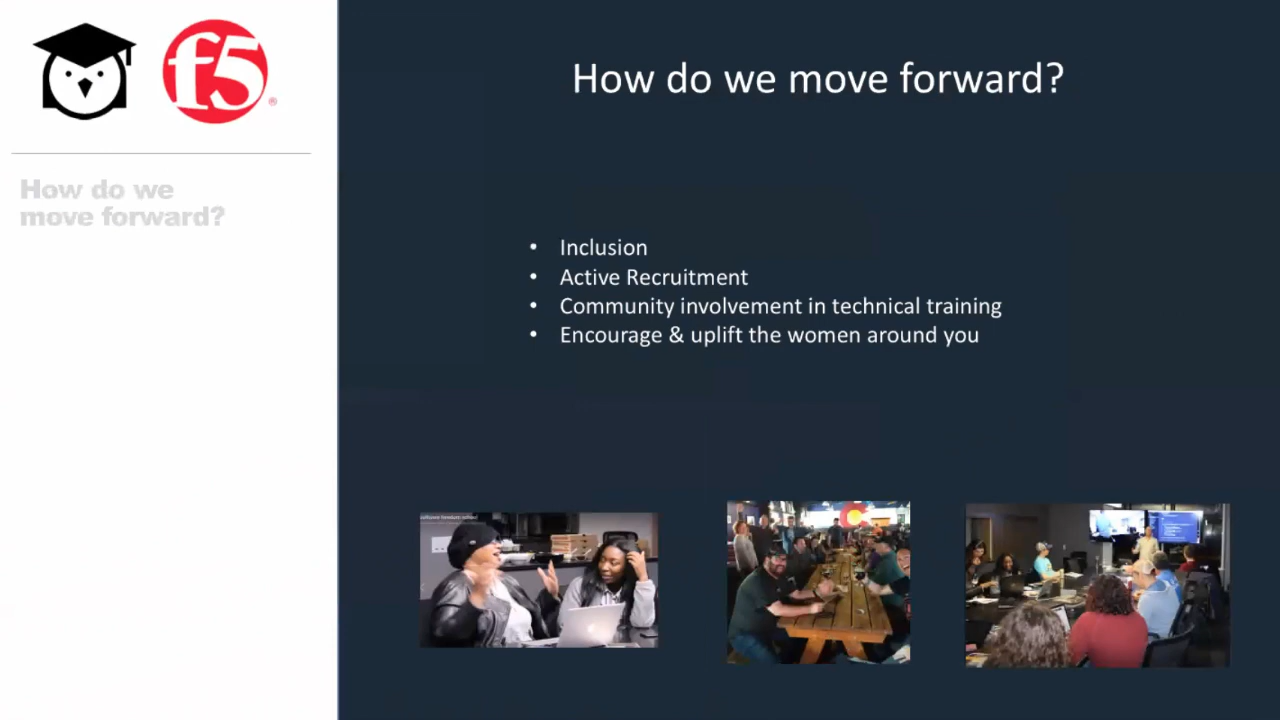 f5
®
How do we
move forward?
How do we move forward?
• Inclusion
• Active Recruitment
• Community involvement in technical training
• Encourage & uplift the women around you